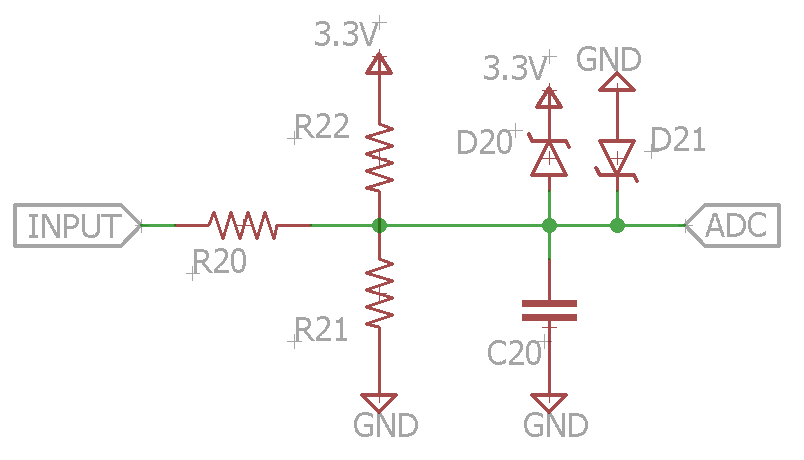 3.3V
R22
3.3V
GND
D20
D21
INPUT
R20
ADC
R21
C20
GND
GND